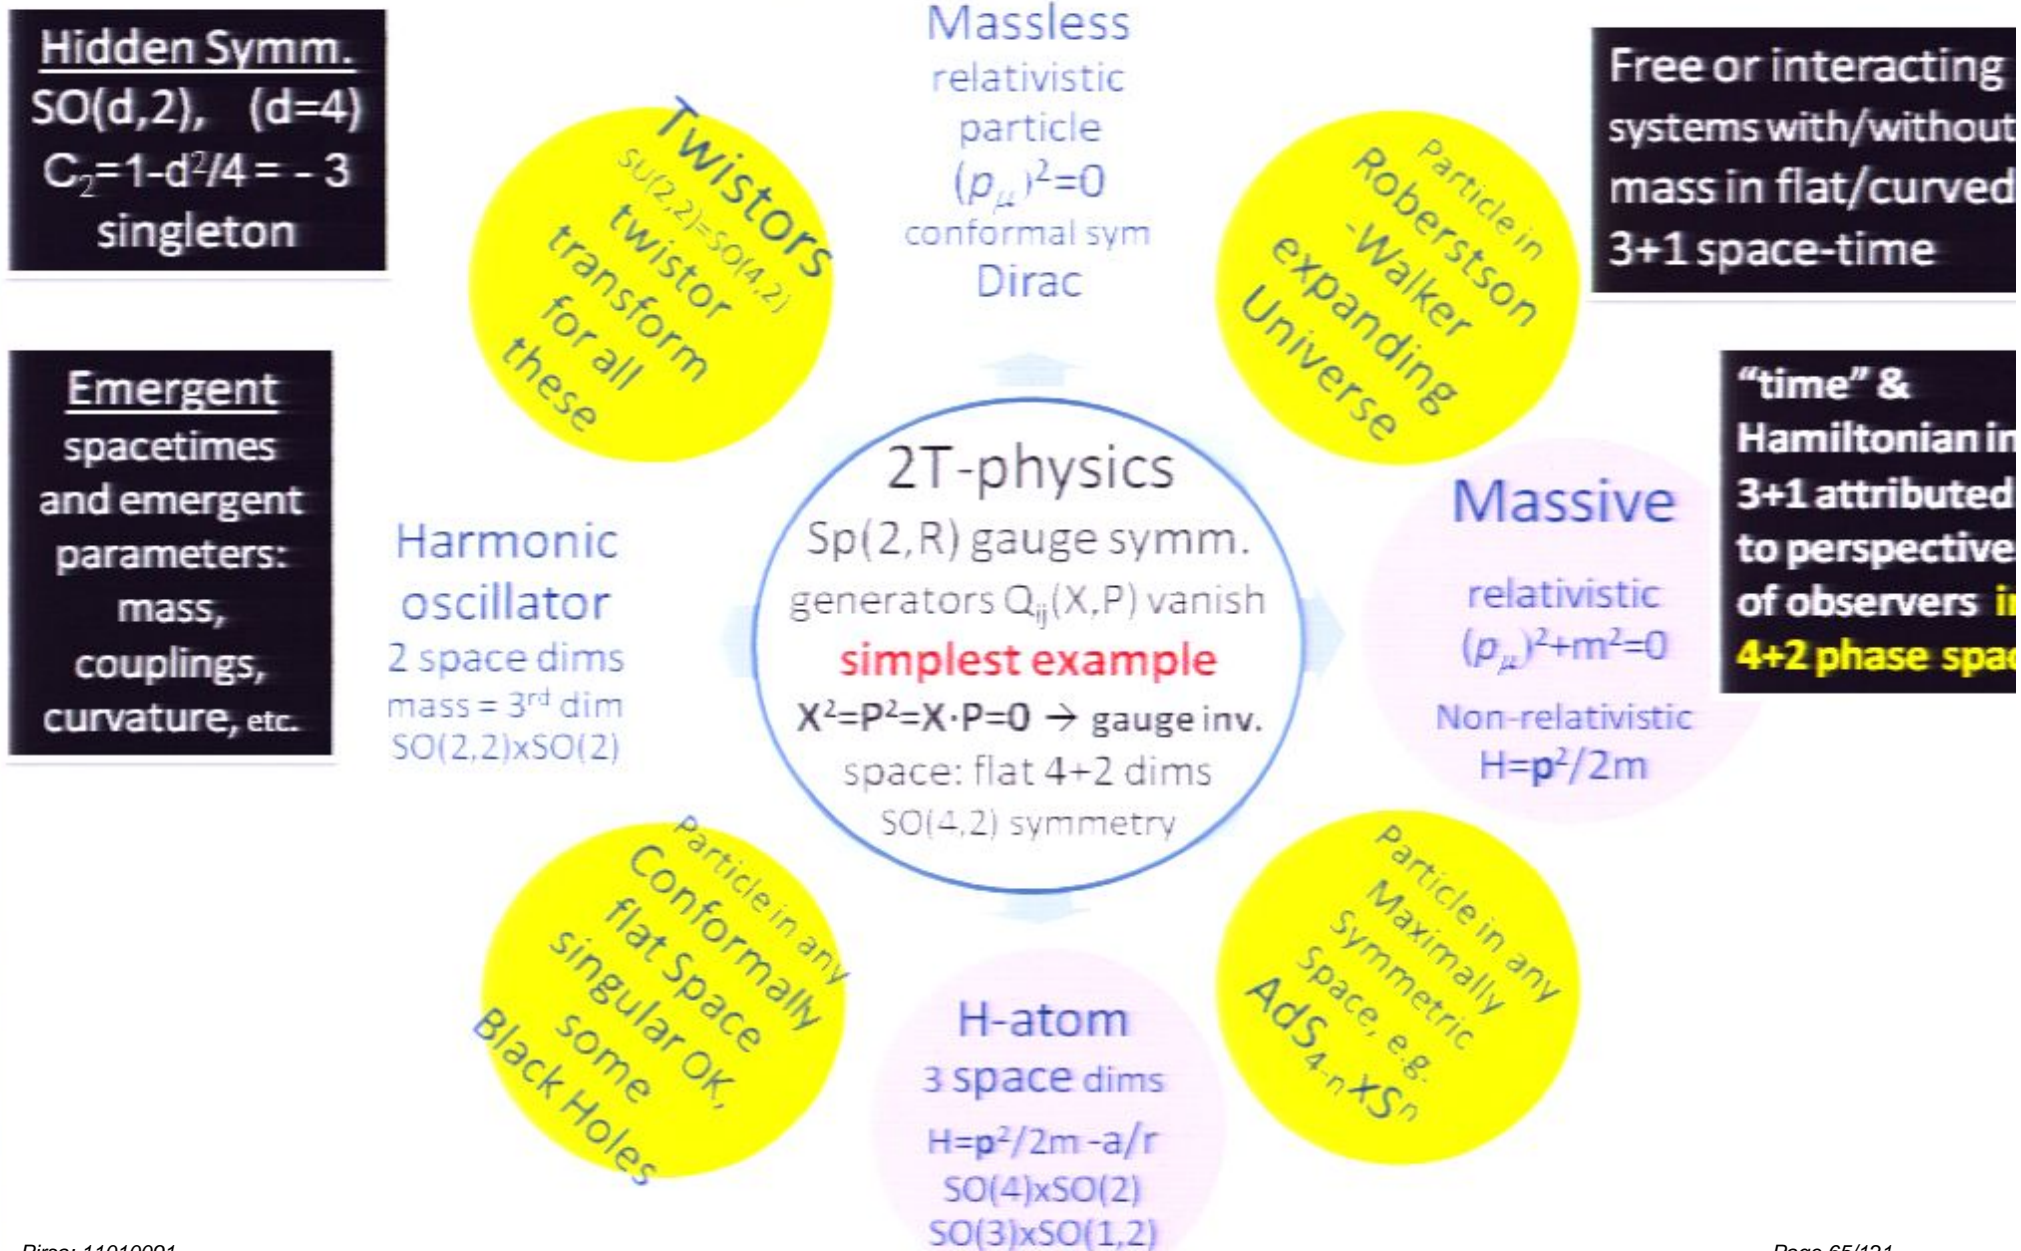 Hidden Symm.
SO(d,2), (d=4)
C₂=1-d²/4 = - 3
singleton
Emergent
spacetimes
and emergent
parameters:
mass,
couplings,
curvature, etc.
Twistors
SU(2,2)=SO(4,2)
twistor
transform
for all
these
Massless
relativistic
particle
(pμ)²=0
conformal sym
Dirac
Particle in
Roberstson
-Walker
expanding
Universe
Free or interacting
systems with/without
mass in flat/curved
3+1 space-time
"time" &
Hamiltonian in
3+1 attributed
to perspective
of observers
4+2 phase
Harmonic
oscillator
2 space dims
mass = 3rd dim
SO(2,2)xSO(2)
2T-physics
Sp(2,R) gauge symm.
generators Qij(X,P) vanish
simplest example
X²=P²=X·P=0 → gauge inv.
space: flat 4+2 dims
SO(4,2) symmetry
Massive
relativistic
(pμ)²+m²=0
Non-relativistic
H=p²/2m
Particle in any
Conformally
flat Space
singular OK,
some
Black Holes
H-atom
3 space dims
H=p²/2m -a/r
SO(4)xSO(2)
SO(3)xSO(1,2)
Particle in any
Maximally
Symmetric
Space, e.g.
AdS₄₋ₙXSⁿ